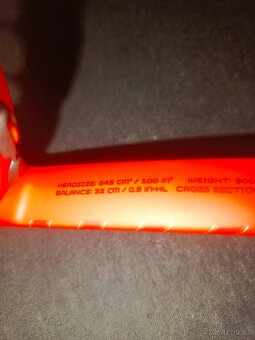 HEADSIZE: 645 CM² / 100 IN² WEIGHT: 300
BALANCE: 32 CM / 0.9 IN-HL CROSS SECTION